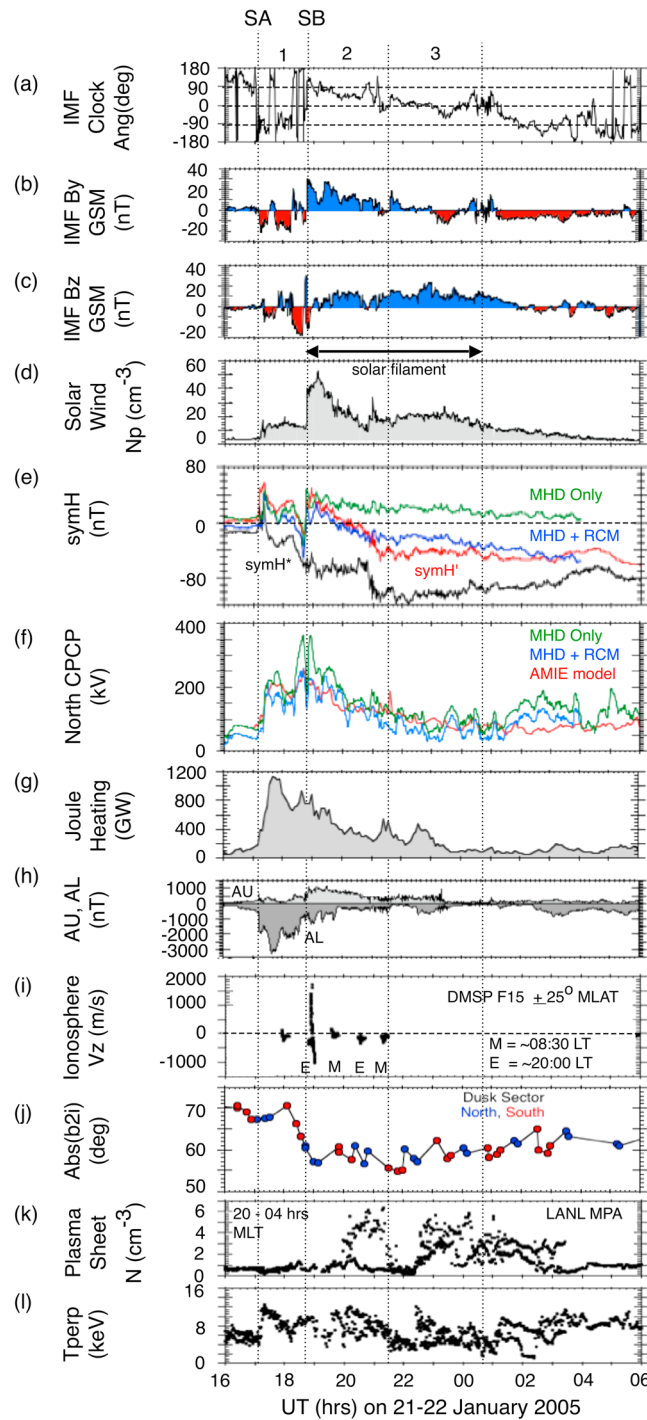 SA SB
1 2 3
(a)
IMF
Clock
Ang(deg)
180
90
0
-90
-180
(b)
IMF By
GSM
(nT)
40
20
0
-20
(c)
IMF Bz
GSM
(nT)
40
20
0
-20
solar filament
(d)
Solar
Wind
Np (cm-3)
60
40
20
0
(e)
symH
(nT)
80
0
-80
MHD Only
MHD + RCM
symH*
symH'
(f)
North CPCP
(kV)
400
200
0
MHD Only
MHD + RCM
AMIE model
(g)
Joule
Heating
(GW)
1200
800
400
0
(h)
AU, AL
(nT)
1000
0
-1000
-2000
-3000
AU
AL
(i)
Ionosphere
Vz (m/s)
2000
1000
0
-1000
DMSP F15 ±25o MLAT
M = ~08:30 LT
E = ~20:00 LT
E M E M
(j)
Abs(b2i)
(deg)
70
60
50
Dusk Sector
North, South
(k)
Plasma
Sheet
N (cm-3)
6
4
2
0
20 - 04 hrs
MLT
LANL MPA
(l)
Tperp
(keV)
16
12
8
4
0
16 18 20 22 00 02 04 06
UT (hrs) on 21-22 January 2005